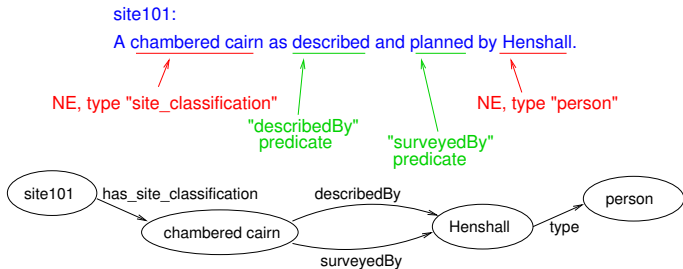 site101:
A chambered cairn as described and planned by Henshall.
NE, type "site_classification"
NE, type "person"
"describedBy"
predicate
"surveyedBy"
predicate
site101
has_site_classification
chambered cairn
describedBy
surveyedBy
Henshall
type
person